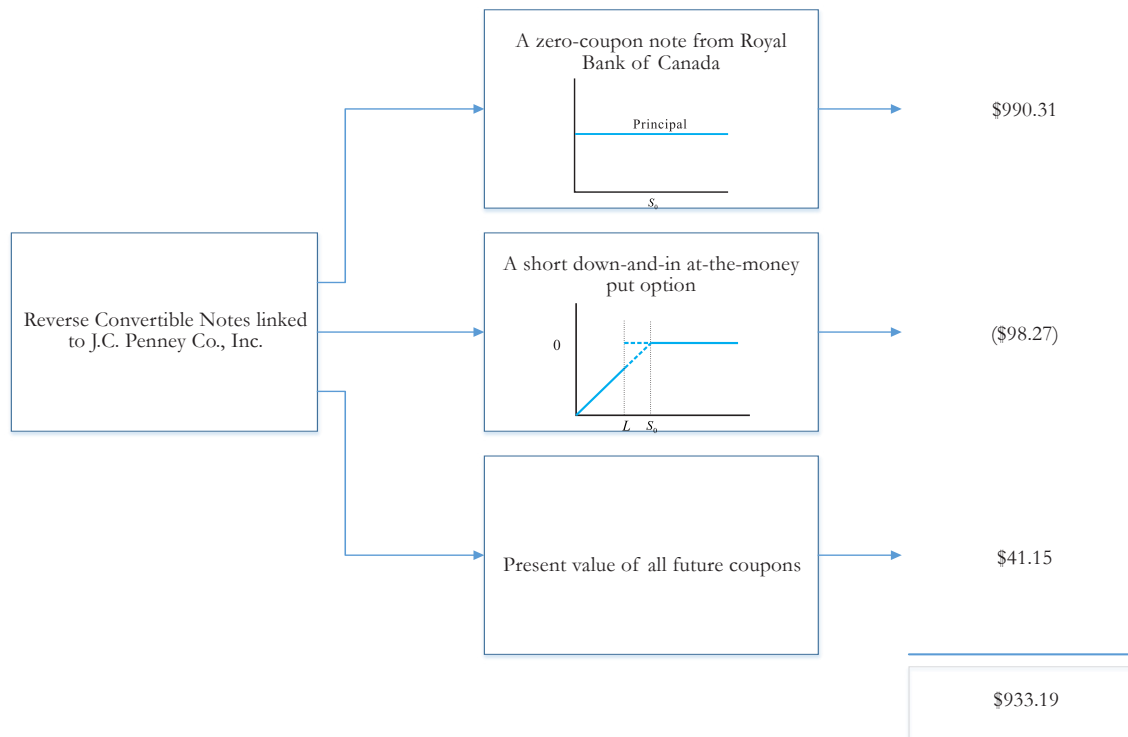 A zero-coupon note from Royal
Bank of Canada
Principal
S₀
$990.31
Reverse Convertible Notes linked
to J.C. Penney Co., Inc.
A short down-and-in at-the-money
put option
0
L
S₀
($98.27)
Present value of all future coupons
$41.15
$933.19